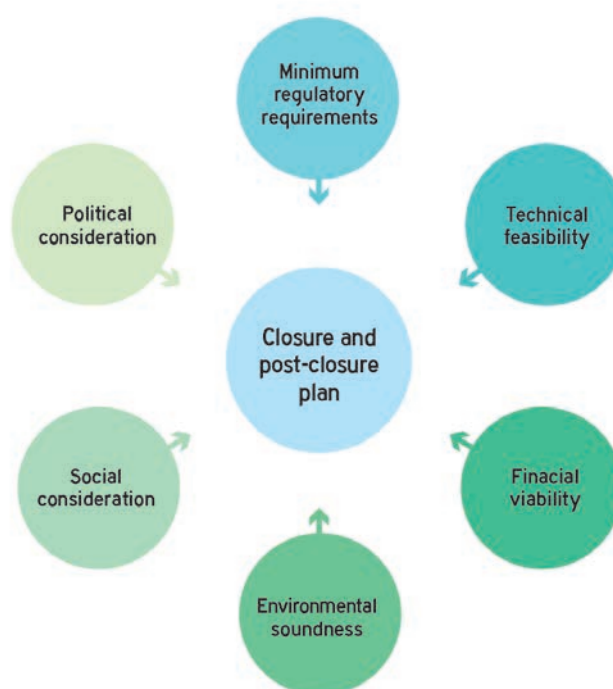 Minimum
regulatory
requirements
Political
consideration
Technical
feasibility
Closure and
post-closure
plan
Social
consideration
Finacial
viability
Environmental
soundness